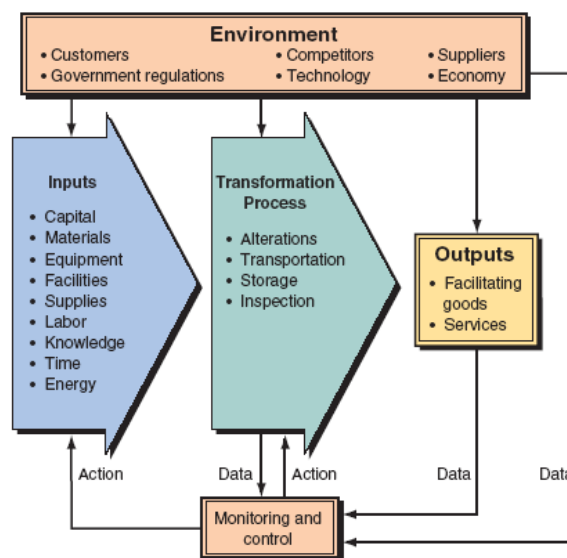 Environment
• Customers • Competitors • Suppliers
• Government regulations • Technology • Economy
Inputs
• Capital
• Materials
• Equipment
• Facilities
• Supplies
• Labor
• Knowledge
• Time
• Energy
Transformation
Process
• Alterations
• Transportation
• Storage
• Inspection
Outputs
• Facilitating
goods
• Services
Action Data Action Data Data
Monitoring and
control